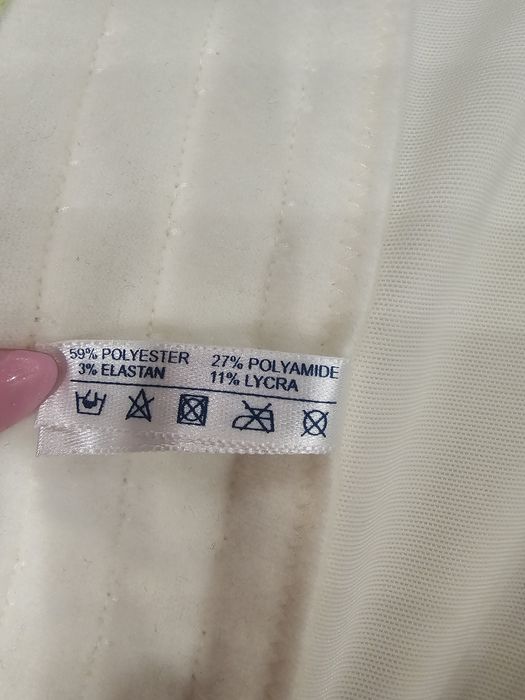 59% POLYESTER 27% POLYAMIDE
3% ELASTAN 11% LYCRA